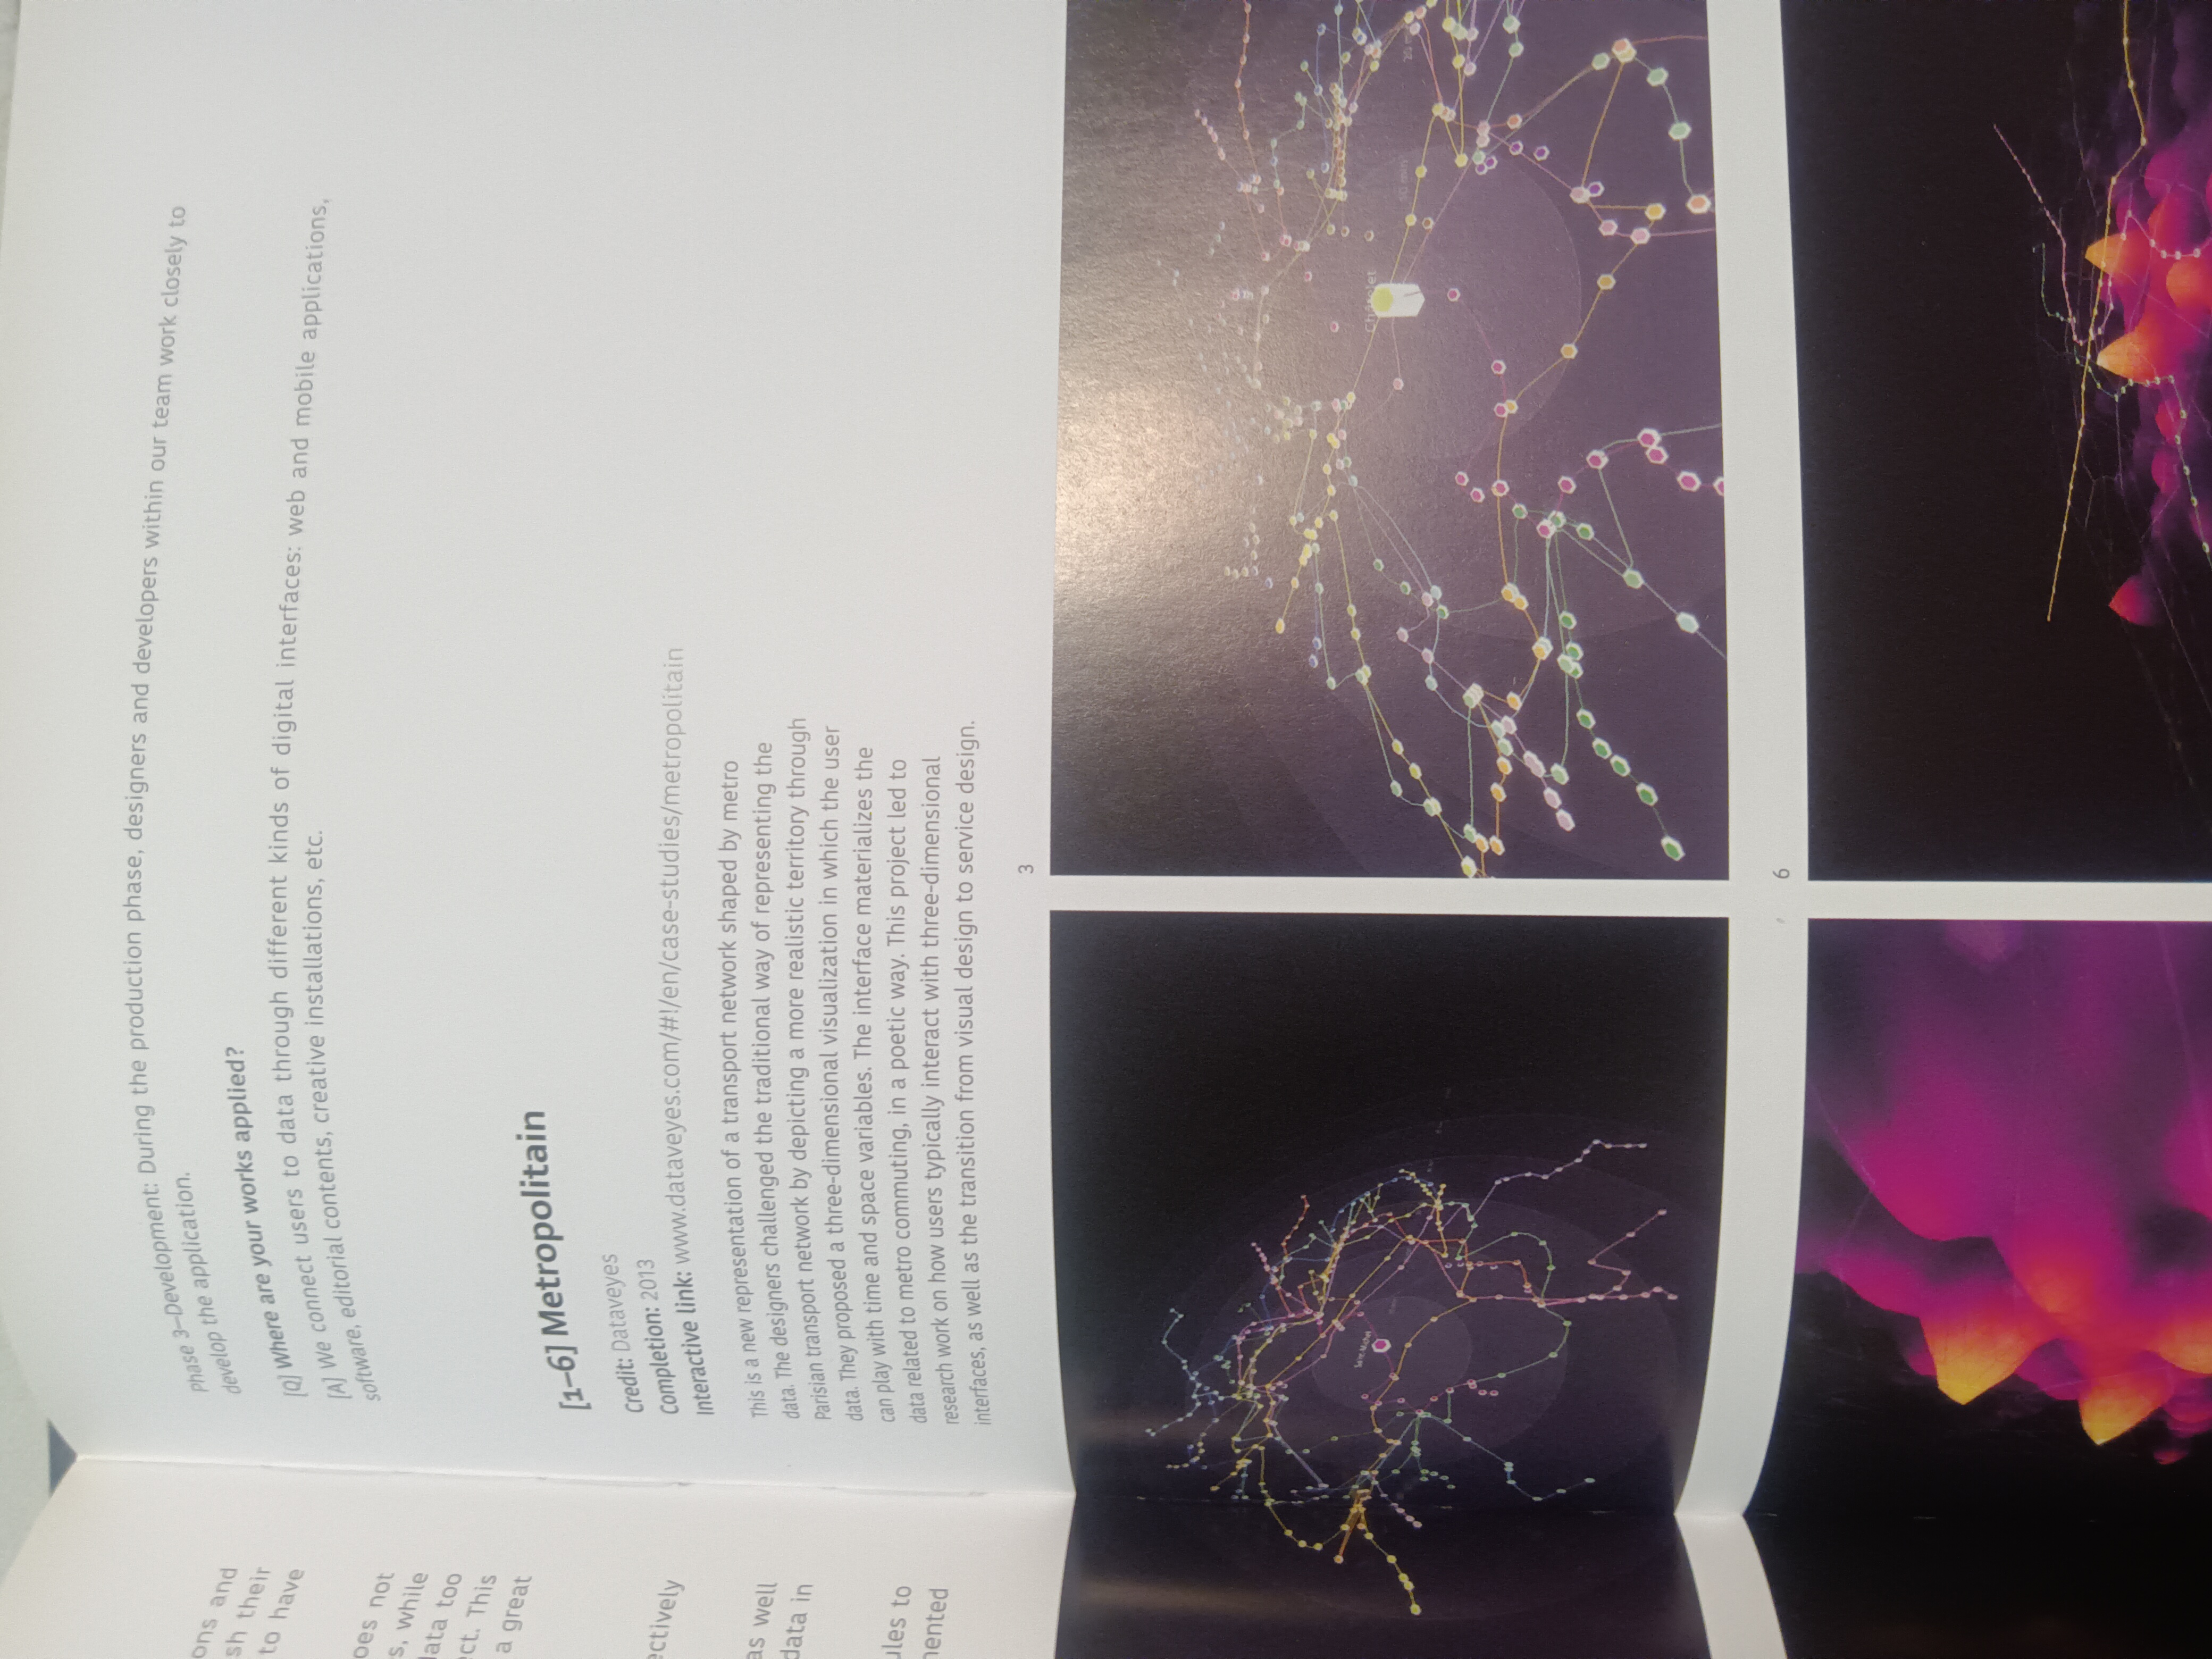 ons and
sh their
to have
oes not
s, while
data too
ect. This
a great
ectively
as well
data in
ules to
nented
Phase 3—Development: During the production phase, designers and developers within our team work closely to
develop the application.
[Q] Where are your works applied?
[A] We connect users to data through different kinds of digital interfaces: web and mobile applications,
software, editorial contents, creative installations, etc.
[1–6] Metropolitain
Credit: Dataveyes
Completion: 2013
Interactive link: www.dataveyes.com/#!/en/case-studies/metropolitain
This is a new representation of a transport network shaped by metro
data. The designers challenged the traditional way of representing the
Parisian transport network by depicting a more realistic territory through
data. They proposed a three-dimensional visualization in which the user
can play with time and space variables. The interface materializes the
data related to metro commuting, in a poetic way. This project led to
research work on how users typically interact with three-dimensional
interfaces, as well as the transition from visual design to service design.
3
Saint-Michel
Châtelet
10 min
20 m
6